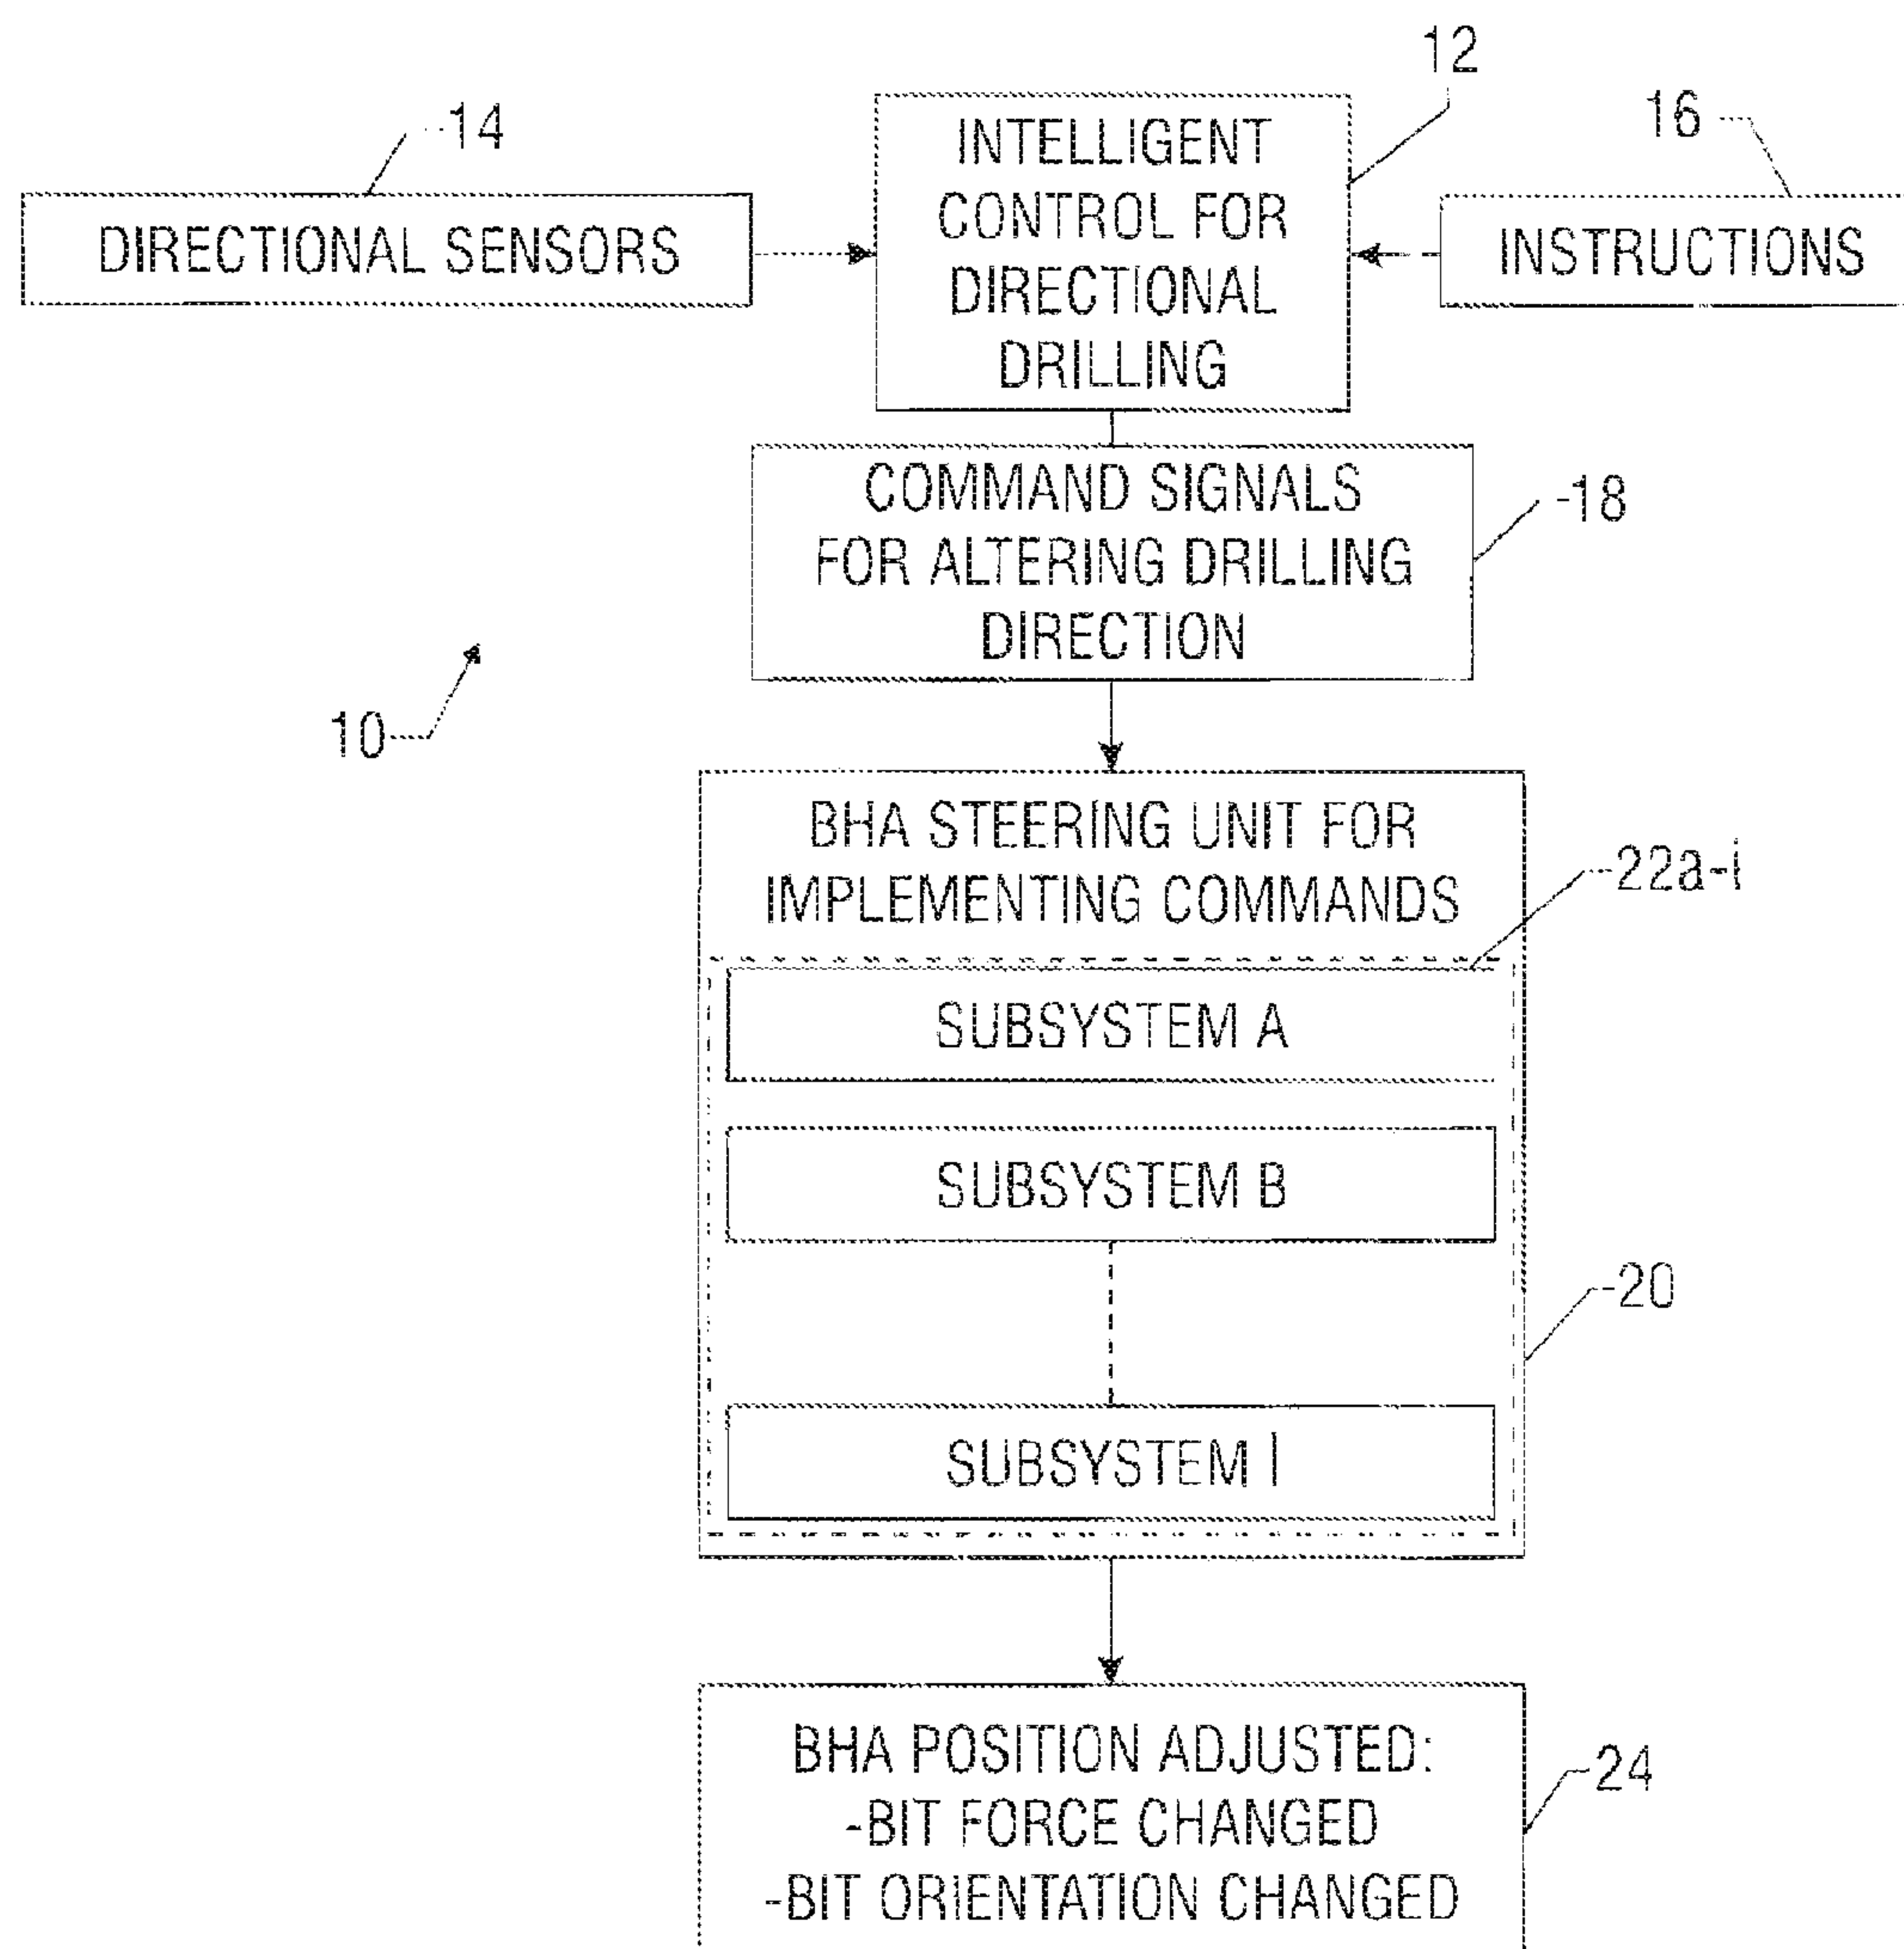 12
14
16
INTELLIGENT
CONTROL FOR
DIRECTIONAL
DRILLING
DIRECTIONAL SENSORS
INSTRUCTIONS
COMMAND SIGNALS
FOR ALTERING DRILLING
DIRECTION
18
10
BHA STEERING UNIT FOR
IMPLEMENTING COMMANDS
22a-i
SUBSYSTEM A
SUBSYSTEM B
20
SUBSYSTEM I
BHA POSITION ADJUSTED:
-BIT FORCE CHANGED
-BIT ORIENTATION CHANGED
24